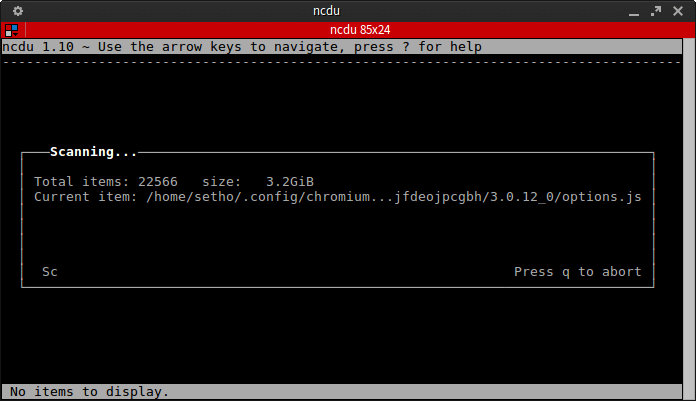 ncdu
ncdu 85x24
ncdu 1.10 ~ Use the arrow keys to navigate, press ? for help
Scanning...
Total items: 22566   size:   3.2GiB
Current item: /home/setho/.config/chromium...jfdeojpcgbh/3.0.12_0/options.js
Sc Press q to abort
No items to display.